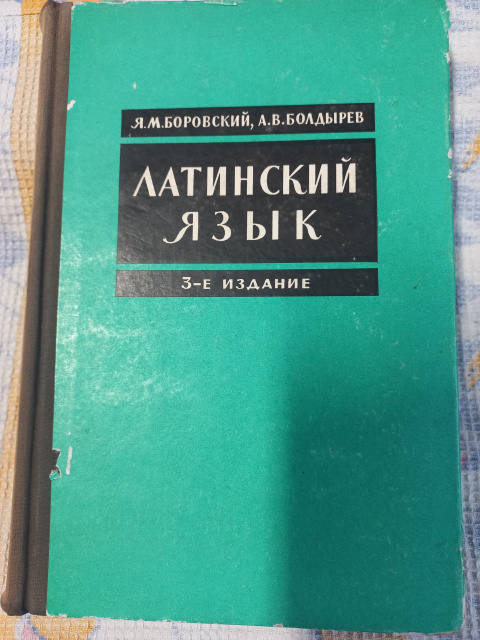 Я.М.БОРОВСКИЙ, А.В.БОЛДЫРЕВ
ЛАТИНСКИЙ
ЯЗЫК
3-Е ИЗДАНИЕ